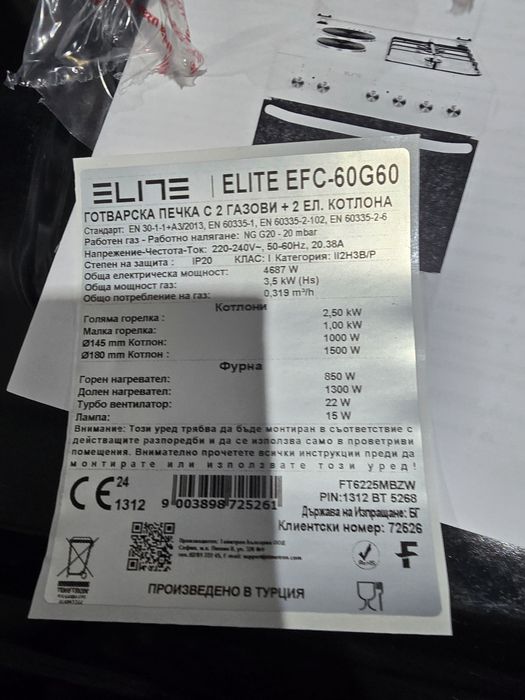 ELITE | ELITE EFC-60G60
ГОТВАРСКА ПЕЧКА С 2 ГАЗОВИ + 2 ЕЛ. КОТЛОНА
Стандарт: EN 30-1-1+A3/2013, EN 60335-1, EN 60335-2-102, EN 60335-2-6
Работен газ - Работно налягане: NG G20 - 20 mbar
Напрежение-Честота-Ток: 220-240V~, 50-60Hz, 20.38A
Степен на защита : IP20 КЛАС: I Категория: II2H3B/P
Обща електрическа мощност: 4687 W
Обща мощност газ: 3,5 kW (Hs)
Общо потребление на газ: 0,319 m³/h
Котлони
Голяма горелка : 2,50 kW
Малка горелка: 1,00 kW
Ø145 mm Котлон: 1000 W
Ø180 mm Котлон : 1500 W
Фурна
Горен нагревател: 850 W
Долен нагревател: 1300 W
Турбо вентилатор: 22 W
Лампа: 15 W
Внимание: Този уред трябва да бъде монтиран в съответствие с
действащите разпоредби и да се използва само в проветриви
помещения. Внимателно прочетете всички инструкции преди да
монтирате или използвате този уред!
CE 24
1312
9 003898 725261
FT6225MBZW
PIN:1312 BT 5268
Държава на Изпращане: БГ
Клиентски номер: 72626
RoHS
ПРОИЗВЕДЕНО В ТУРЦИЯ